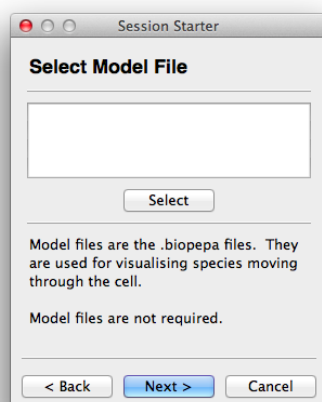 Session Starter
Select Model File
Select
Model files are the .biopepa files.  They
are used for visualising species moving
through the cell.
Model files are not required.
< Back
Next >
Cancel